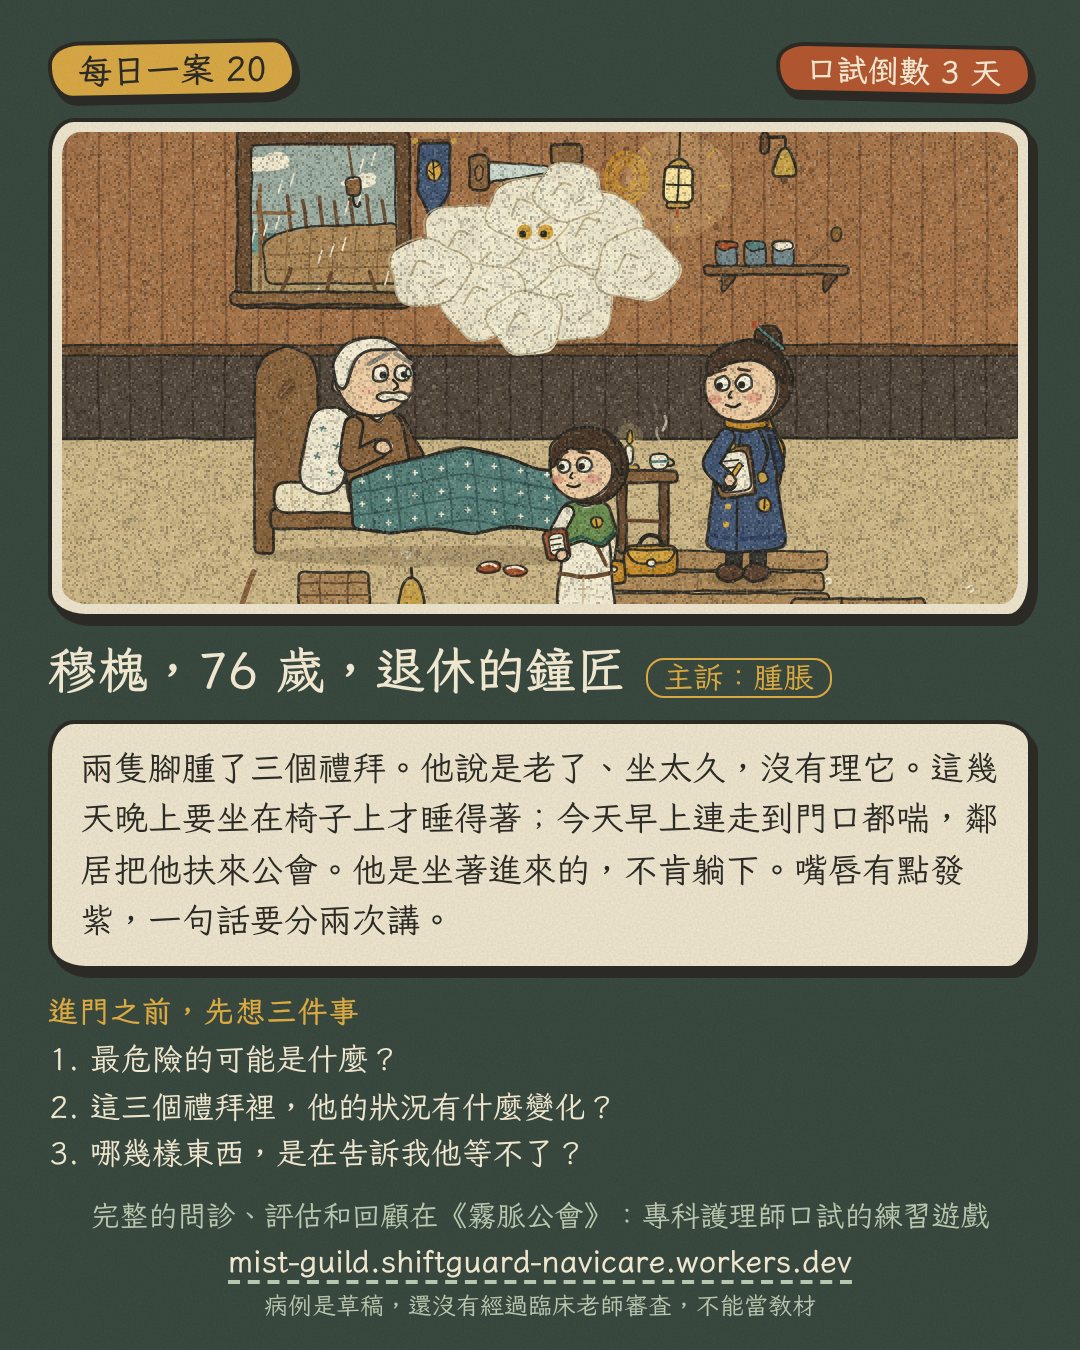 每日一案 20
口試倒數 3 天
穆槐，76 歲，退休的鐘匠
主訴：腫脹
兩隻腳腫了三個禮拜。他說是老了、坐太久，沒有理它。這幾
天晚上要坐在椅子上才睡得著；今天早上連走到門口都喘，鄰
居把他扶來公會。他是坐著進來的，不肯躺下。嘴唇有點發
紫，一句話要分兩次講。
進門之前，先想三件事
1. 最危險的可能是什麼？
2. 這三個禮拜裡，他的狀況有什麼變化？
3. 哪幾樣東西，是在告訴我他等不了？
完整的問診、評估和回顧在《霧脈公會》：專科護理師口試的練習遊戲
mist-guild.shiftguard-navicare.workers.dev
病例是草稿，還沒有經過臨床老師審查，不能當教材